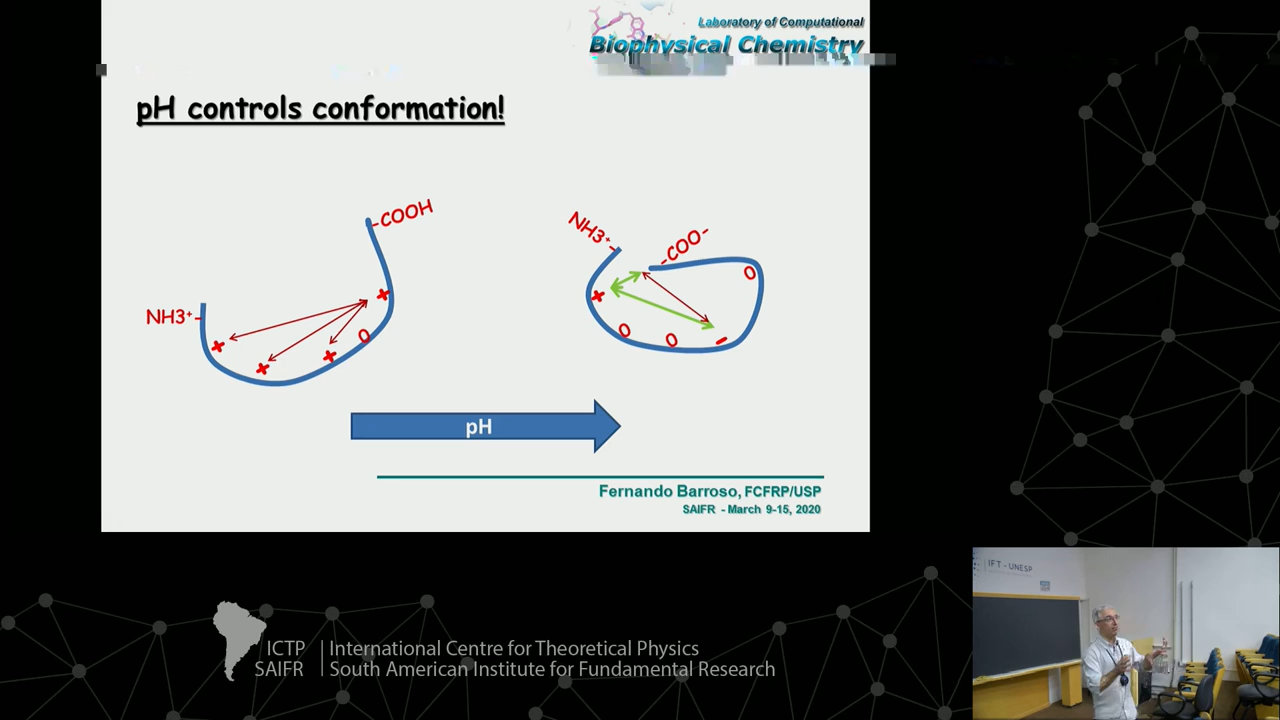 Laboratory of Computational
Biophysical Chemistry
pH controls conformation!
-COOH
NH3⁺-
+
+
+
+
O
NH3⁺-
-COO-
+
O
O
-
O
pH
Fernando Barroso, FCFRP/USP
SAIFR - March 9-15, 2020
IFT - UNESP
ICTP
SAIFR
International Centre for Theoretical Physics
South American Institute for Fundamental Research